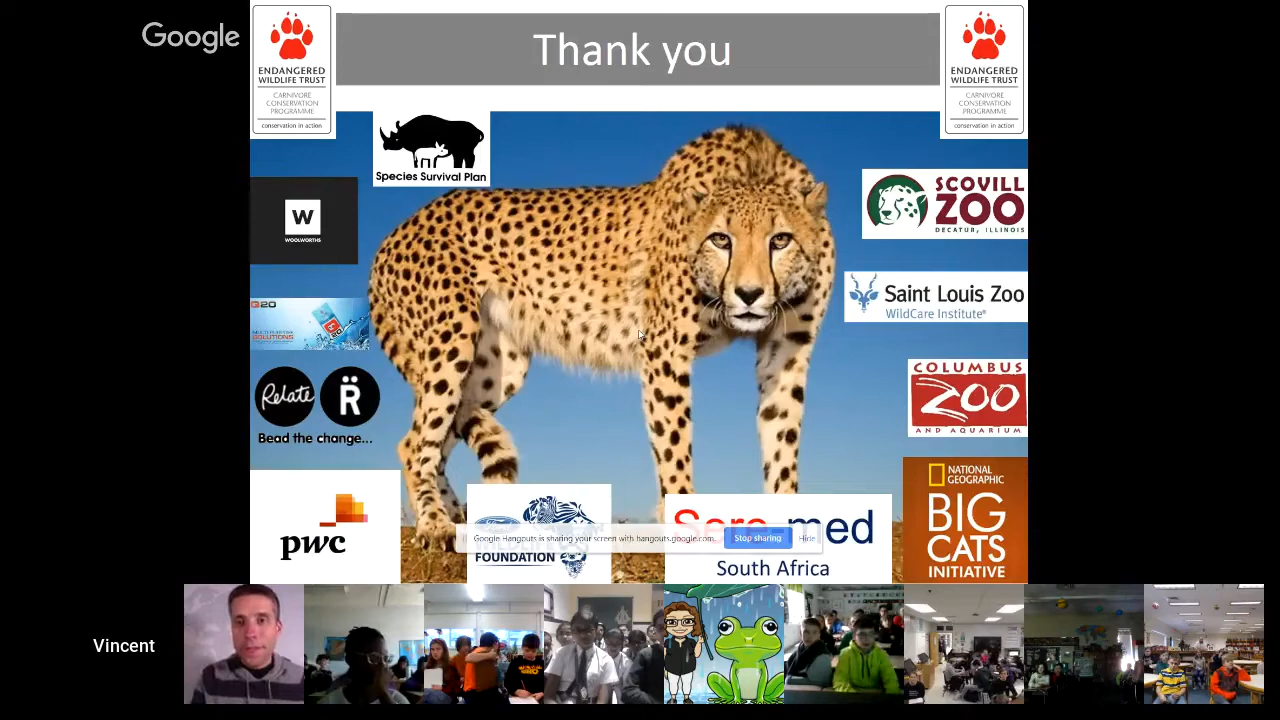 Google
Thank you
ENDANGERED
WILDLIFE TRUST
CARNIVORE
CONSERVATION
PROGRAMME
conservation in action
ENDANGERED
WILDLIFE TRUST
CARNIVORE
CONSERVATION
PROGRAMME
conservation in action
Species Survival Plan
W
WOOLWORTHS
SCOVILL
ZOO
DECATUR, ILLINOIS
Saint Louis Zoo
WildCare Institute®
SOLUTIONS
Relate
R̈
Bead the change...
COLUMBUS
ZOO
AND AQUARIUM
NATIONAL
GEOGRAPHIC
BIG
CATS
INITIATIVE
pwc
FOUNDATION
med
South Africa
Google Hangouts is sharing your screen with hangouts.google.com.
Stop sharing
Hide
Vincent